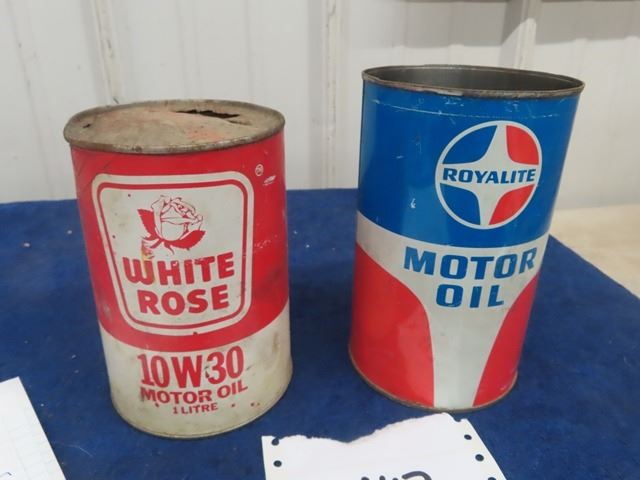 WHITE
ROSE
10W30
MOTOR OIL
1 LITRE
ROYALITE
MOTOR
OIL